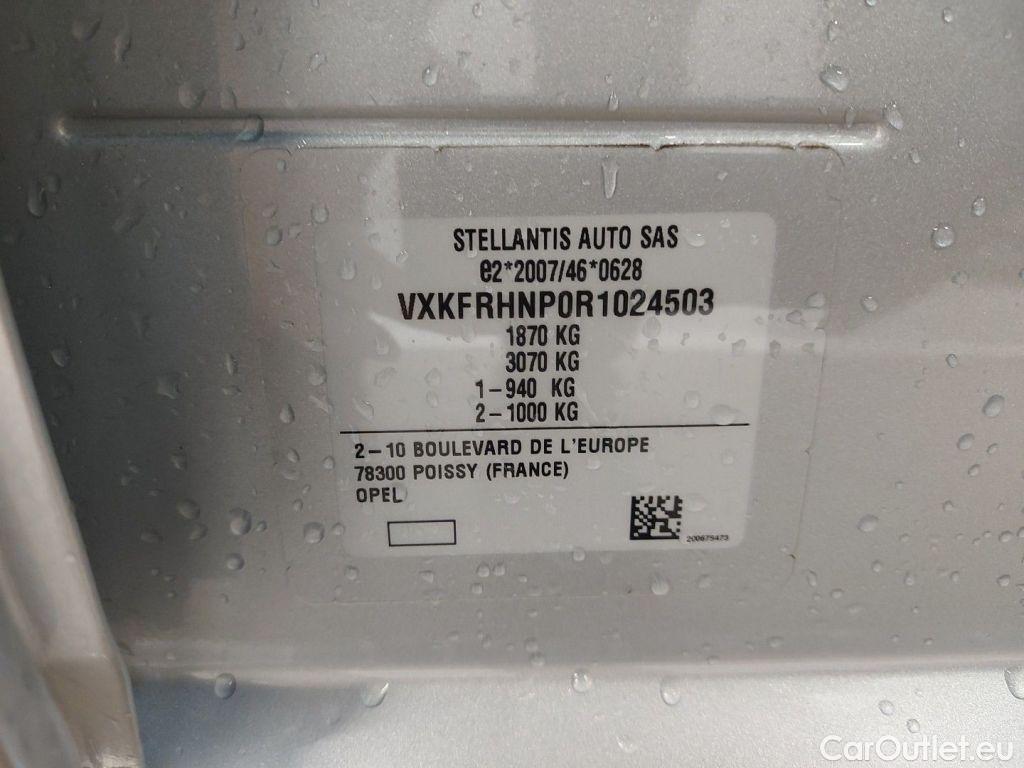 STELLANTIS AUTO SAS
e2*2007/46*0628
VXKFRHNP0R1024503
1870 KG
3070 KG
1-940 KG
2-1000 KG
2-10 BOULEVARD DE L'EUROPE
78300 POISSY (FRANCE)
OPEL
200679473
CarOutlet.eu